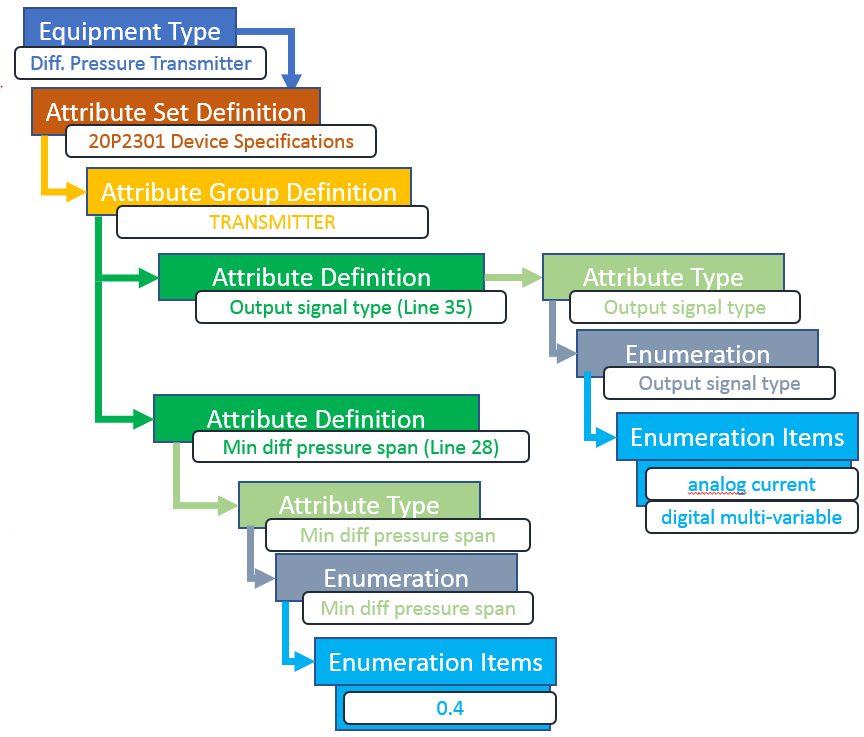 Equipment Type
Diff. Pressure Transmitter
Attribute Set Definition
20P2301 Device Specifications
Attribute Group Definition
TRANSMITTER
Attribute Definition
Output signal type (Line 35)
Attribute Type
Output signal type
Enumeration
Output signal type
Enumeration Items
analog current
digital multi-variable
Attribute Definition
Min diff pressure span (Line 28)
Attribute Type
Min diff pressure span
Enumeration
Min diff pressure span
Enumeration Items
0.4